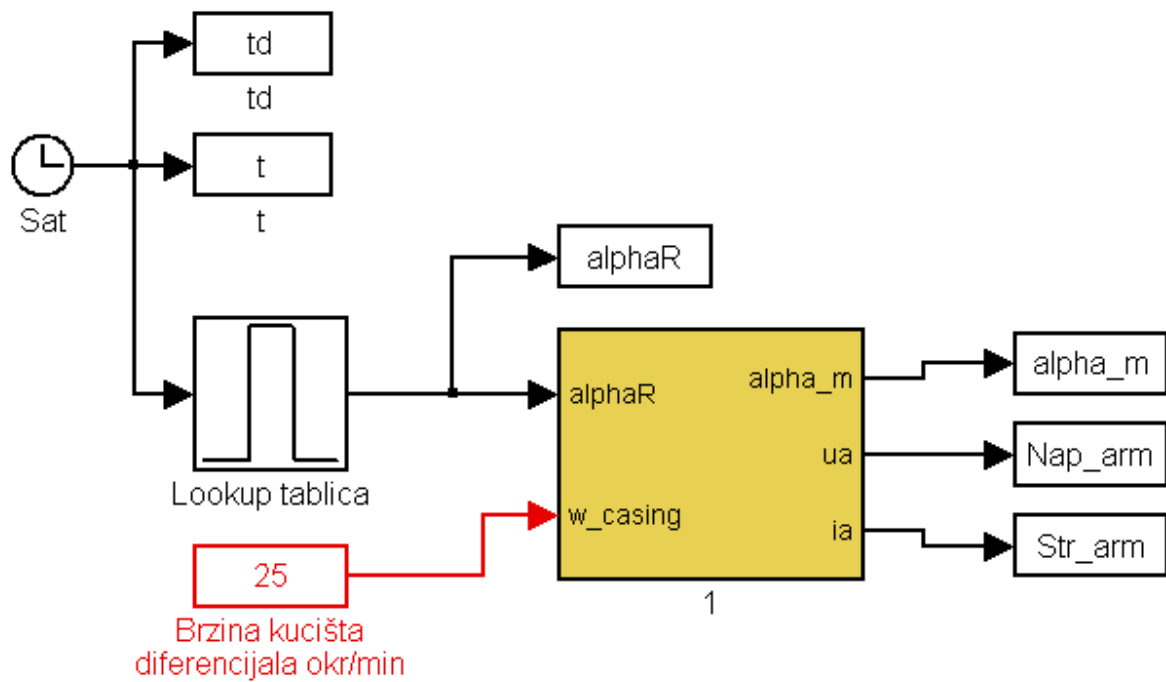 td
td
t
t
Sat
alphaR
Lookup tablica
alphaR
w_casing
alpha_m
ua
ia
1
alpha_m
Nap_arm
Str_arm
25
Brzina kucišta
diferencijala okr/min